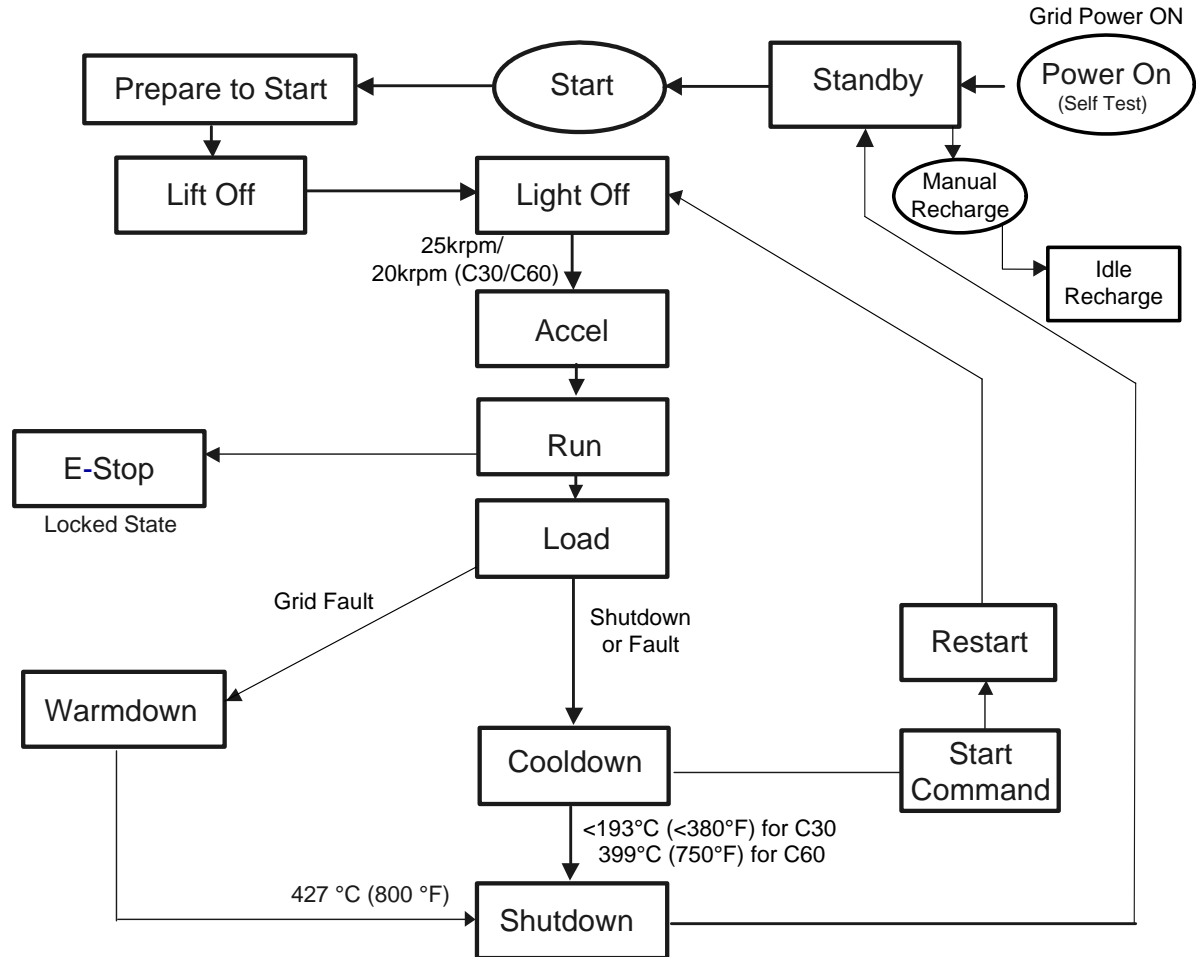 Grid Power ON
Prepare to Start
Start
Standby
Power On
(Self Test)
Lift Off
Light Off
Manual
Recharge
25krpm/
20krpm (C30/C60)
Idle
Recharge
Accel
Run
E-Stop
Locked State
Load
Grid Fault
Shutdown
or Fault
Restart
Warmdown
Cooldown
Start
Command
<193°C (<380°F) for C30
399°C (750°F) for C60
427 °C (800 °F)
Shutdown